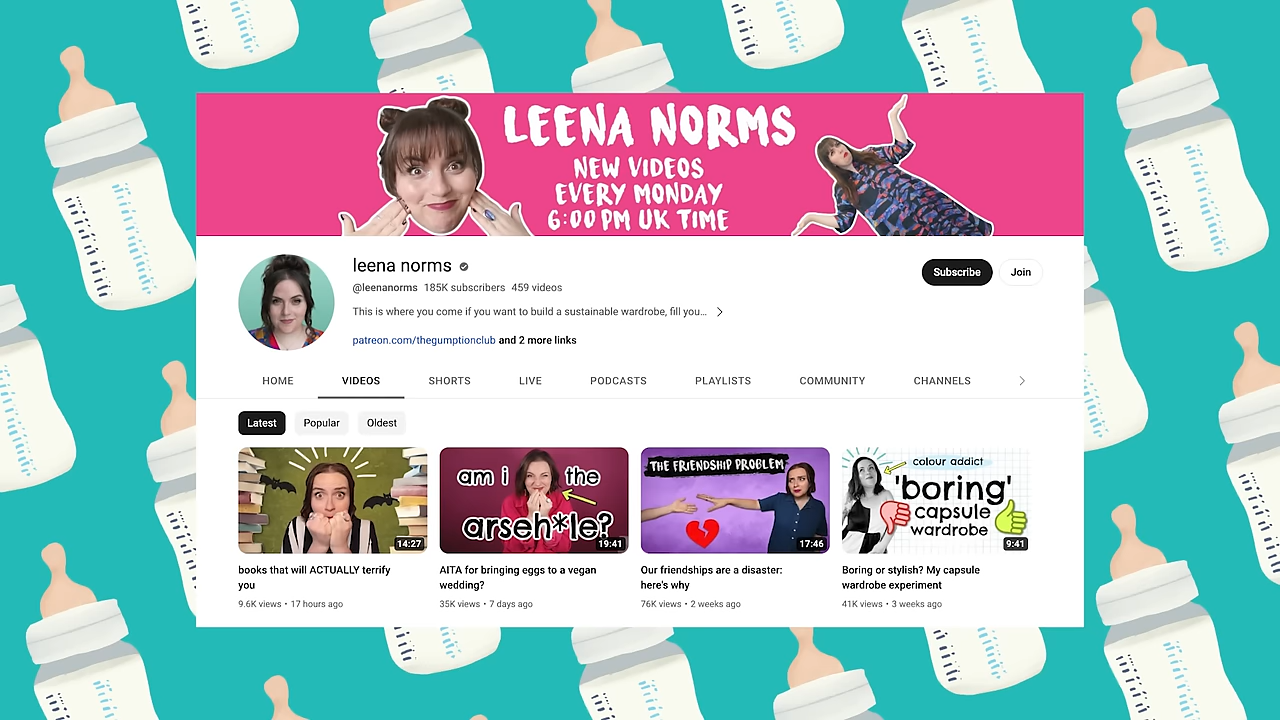 LEENA NORMS
NEW VIDEOS
EVERY MONDAY
6:00 PM UK TIME
leena norms
@leenanorms 185K subscribers 459 videos
This is where you come if you want to build a sustainable wardrobe, fill you...
patreon.com/thegumptionclub and 2 more links
Subscribe
Join
HOME
VIDEOS
SHORTS
LIVE
PODCASTS
PLAYLISTS
COMMUNITY
CHANNELS
Latest
Popular
Oldest
14:27
books that will ACTUALLY terrify
you
9.6K views • 17 hours ago
am i the
arseh*le?
19:41
AITA for bringing eggs to a vegan
wedding?
35K views • 7 days ago
THE FRIENDSHIP PROBLEM
17:46
Our friendships are a disaster:
here's why
76K views • 2 weeks ago
colour addict
'boring'
capsule
wardrobe
9:41
Boring or stylish? My capsule
wardrobe experiment
41K views • 3 weeks ago